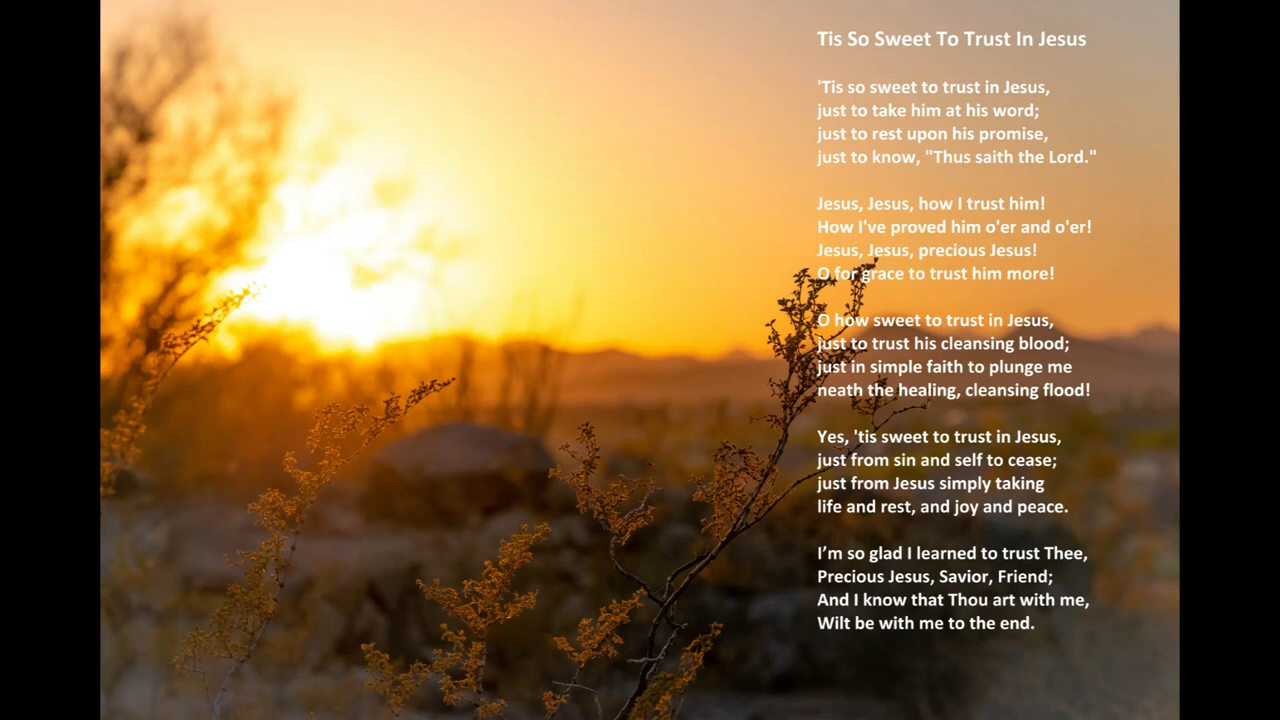 Tis So Sweet To Trust In Jesus
'Tis so sweet to trust in Jesus,
just to take him at his word;
just to rest upon his promise,
just to know, "Thus saith the Lord."
Jesus, Jesus, how I trust him!
How I've proved him o'er and o'er!
Jesus, Jesus, precious Jesus!
O for grace to trust him more!
O how sweet to trust in Jesus,
just to trust his cleansing blood;
just in simple faith to plunge me
neath the healing, cleansing flood!
Yes, 'tis sweet to trust in Jesus,
just from sin and self to cease;
just from Jesus simply taking
life and rest, and joy and peace.
I’m so glad I learned to trust Thee,
Precious Jesus, Savior, Friend;
And I know that Thou art with me,
Wilt be with me to the end.